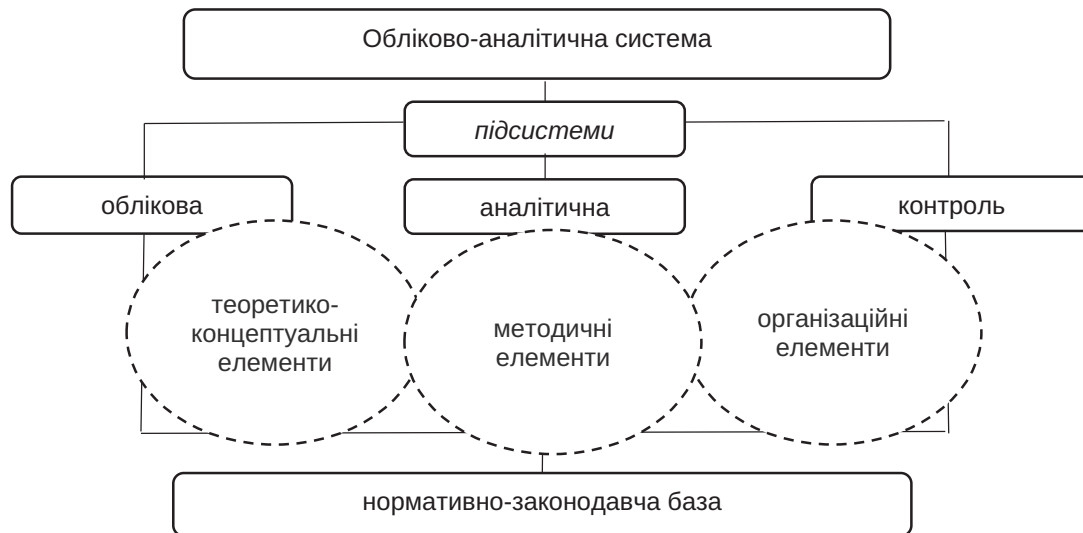 Обліково-аналітична система
підсистеми
облікова
аналітична
контроль
теоретико-
концептуальні
елементи
методичні
елементи
організаційні
елементи
нормативно-законодавча база